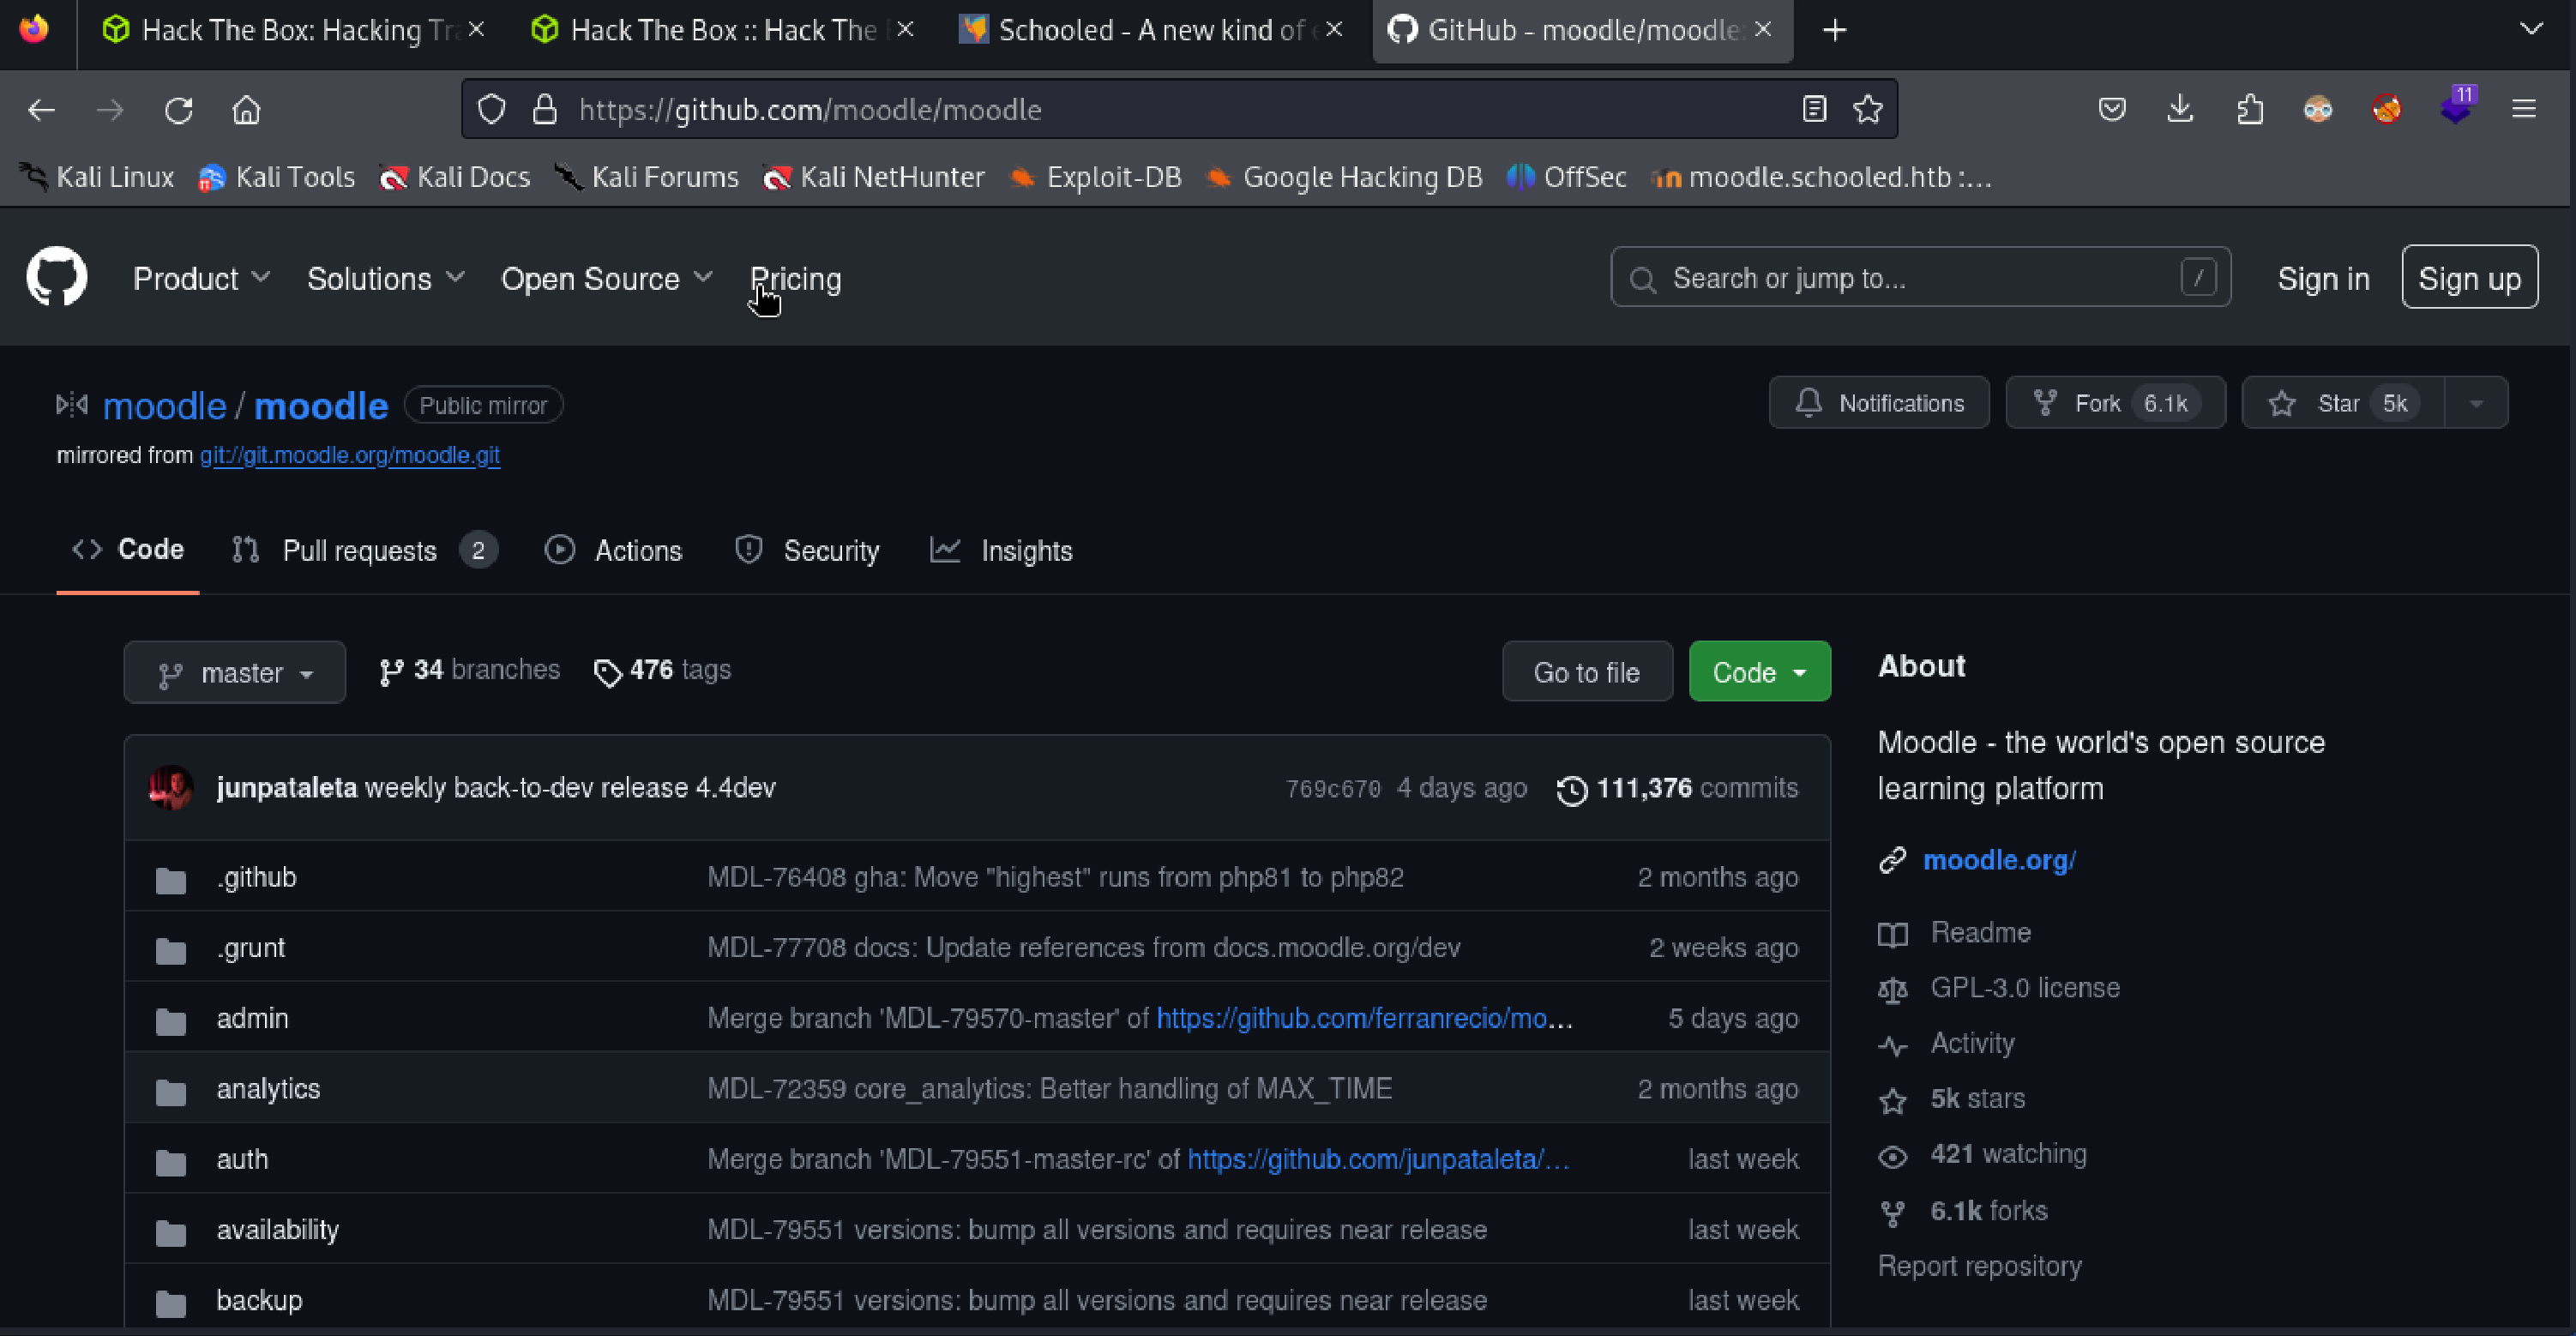 Hack The Box: Hacking Tra
Hack The Box :: Hack The
Schooled - A new kind of e
GitHub - moodle/moodle:
https://github.com/moodle/moodle
11
Kali Linux
Kali Tools
Kali Docs
Kali Forums
Kali NetHunter
Exploit-DB
Google Hacking DB
OffSec
moodle.schooled.htb :…
Product
Solutions
Open Source
Pricing
Search or jump to...
/
Sign in
Sign up
moodle / moodle
Public mirror
Notifications
Fork 6.1k
Star 5k
mirrored from git://git.moodle.org/moodle.git
Code
Pull requests 2
Actions
Security
Insights
master
34 branches
476 tags
Go to file
Code
junpataleta weekly back-to-dev release 4.4dev
769c670 4 days ago
111,376 commits
.github
MDL-76408 gha: Move "highest" runs from php81 to php82
2 months ago
.grunt
MDL-77708 docs: Update references from docs.moodle.org/dev
2 weeks ago
admin
Merge branch 'MDL-79570-master' of https://github.com/ferranrecio/mo…
5 days ago
analytics
MDL-72359 core_analytics: Better handling of MAX_TIME
2 months ago
auth
Merge branch 'MDL-79551-master-rc' of https://github.com/junpataleta/…
last week
availability
MDL-79551 versions: bump all versions and requires near release
last week
backup
MDL-79551 versions: bump all versions and requires near release
last week
About
Moodle - the world's open source
learning platform
moodle.org/
Readme
GPL-3.0 license
Activity
5k stars
421 watching
6.1k forks
Report repository